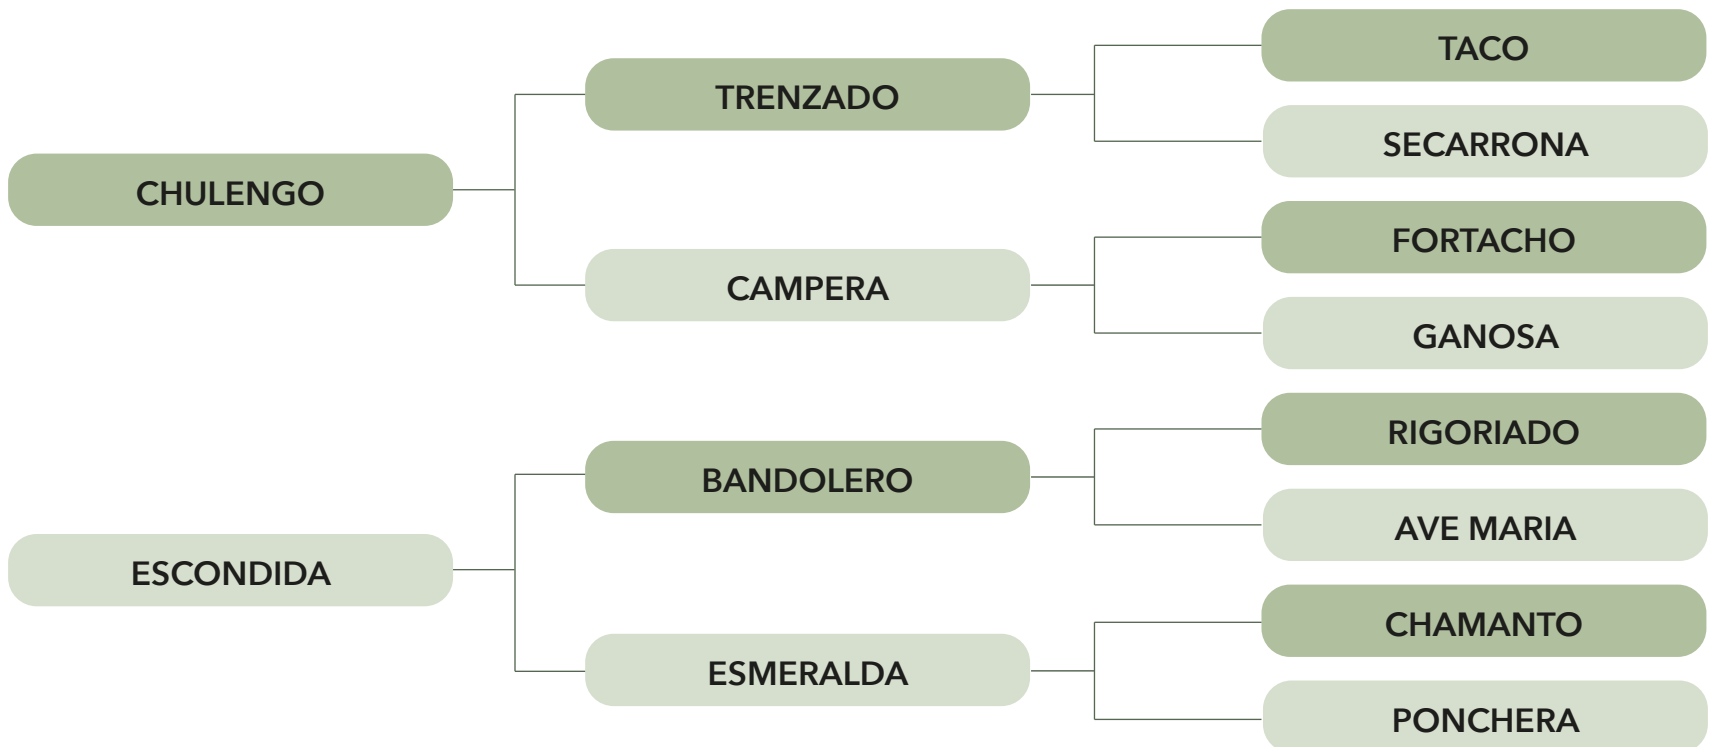 CHULENGO
TRENZADO
TACO
SECARRONA
CAMPERA
FORTACHO
GANOSA
ESCONDIDA
BANDOLERO
RIGORIADO
AVE MARIA
ESMERALDA
CHAMANTO
PONCHERA